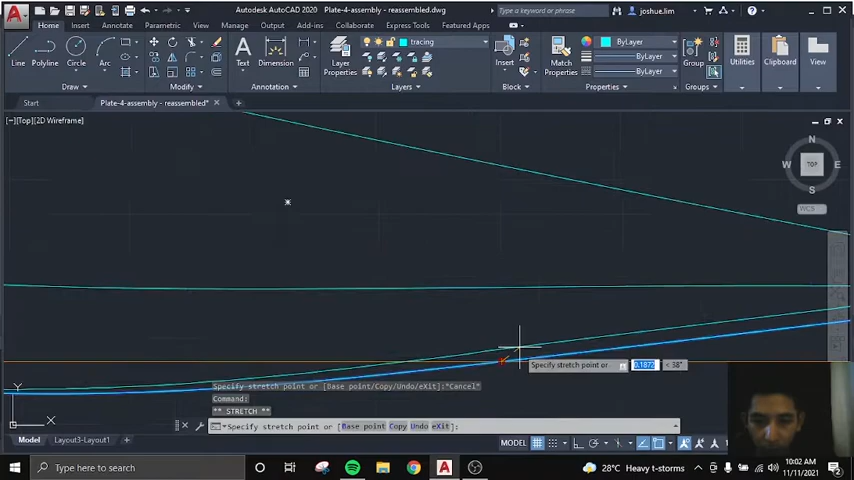 Autodesk AutoCAD 2020 Plate-4-assembly - reassembled.dwg
Type a keyword or phrase
joshue.lim
Home Insert Annotate Parametric View Manage Output Add-ins Collaborate Express Tools Featured Apps
Line Polyline Circle Arc
Text Dimension
Layer Properties
tracing
Insert
Match Properties
ByLayer
ByLayer
ByLayer
Group
Utilities Clipboard View
Draw Modify Annotation Layers Block Properties Groups
Start Plate-4-assembly - reassembled*
[−][Top][2D Wireframe]
N
W TOP E
S
WCS
Specify stretch point or 0.1872 < 38°
Y
X
Specify stretch point or [Base point/Copy/Undo/eXit]:*Cancel*
Command:
** STRETCH **
Specify stretch point or [Base point Copy Undo eXit]:
Model Layout3-Layout1 +
MODEL
Type here to search
28°C Heavy t-storms
10:02 AM
11/11/2021